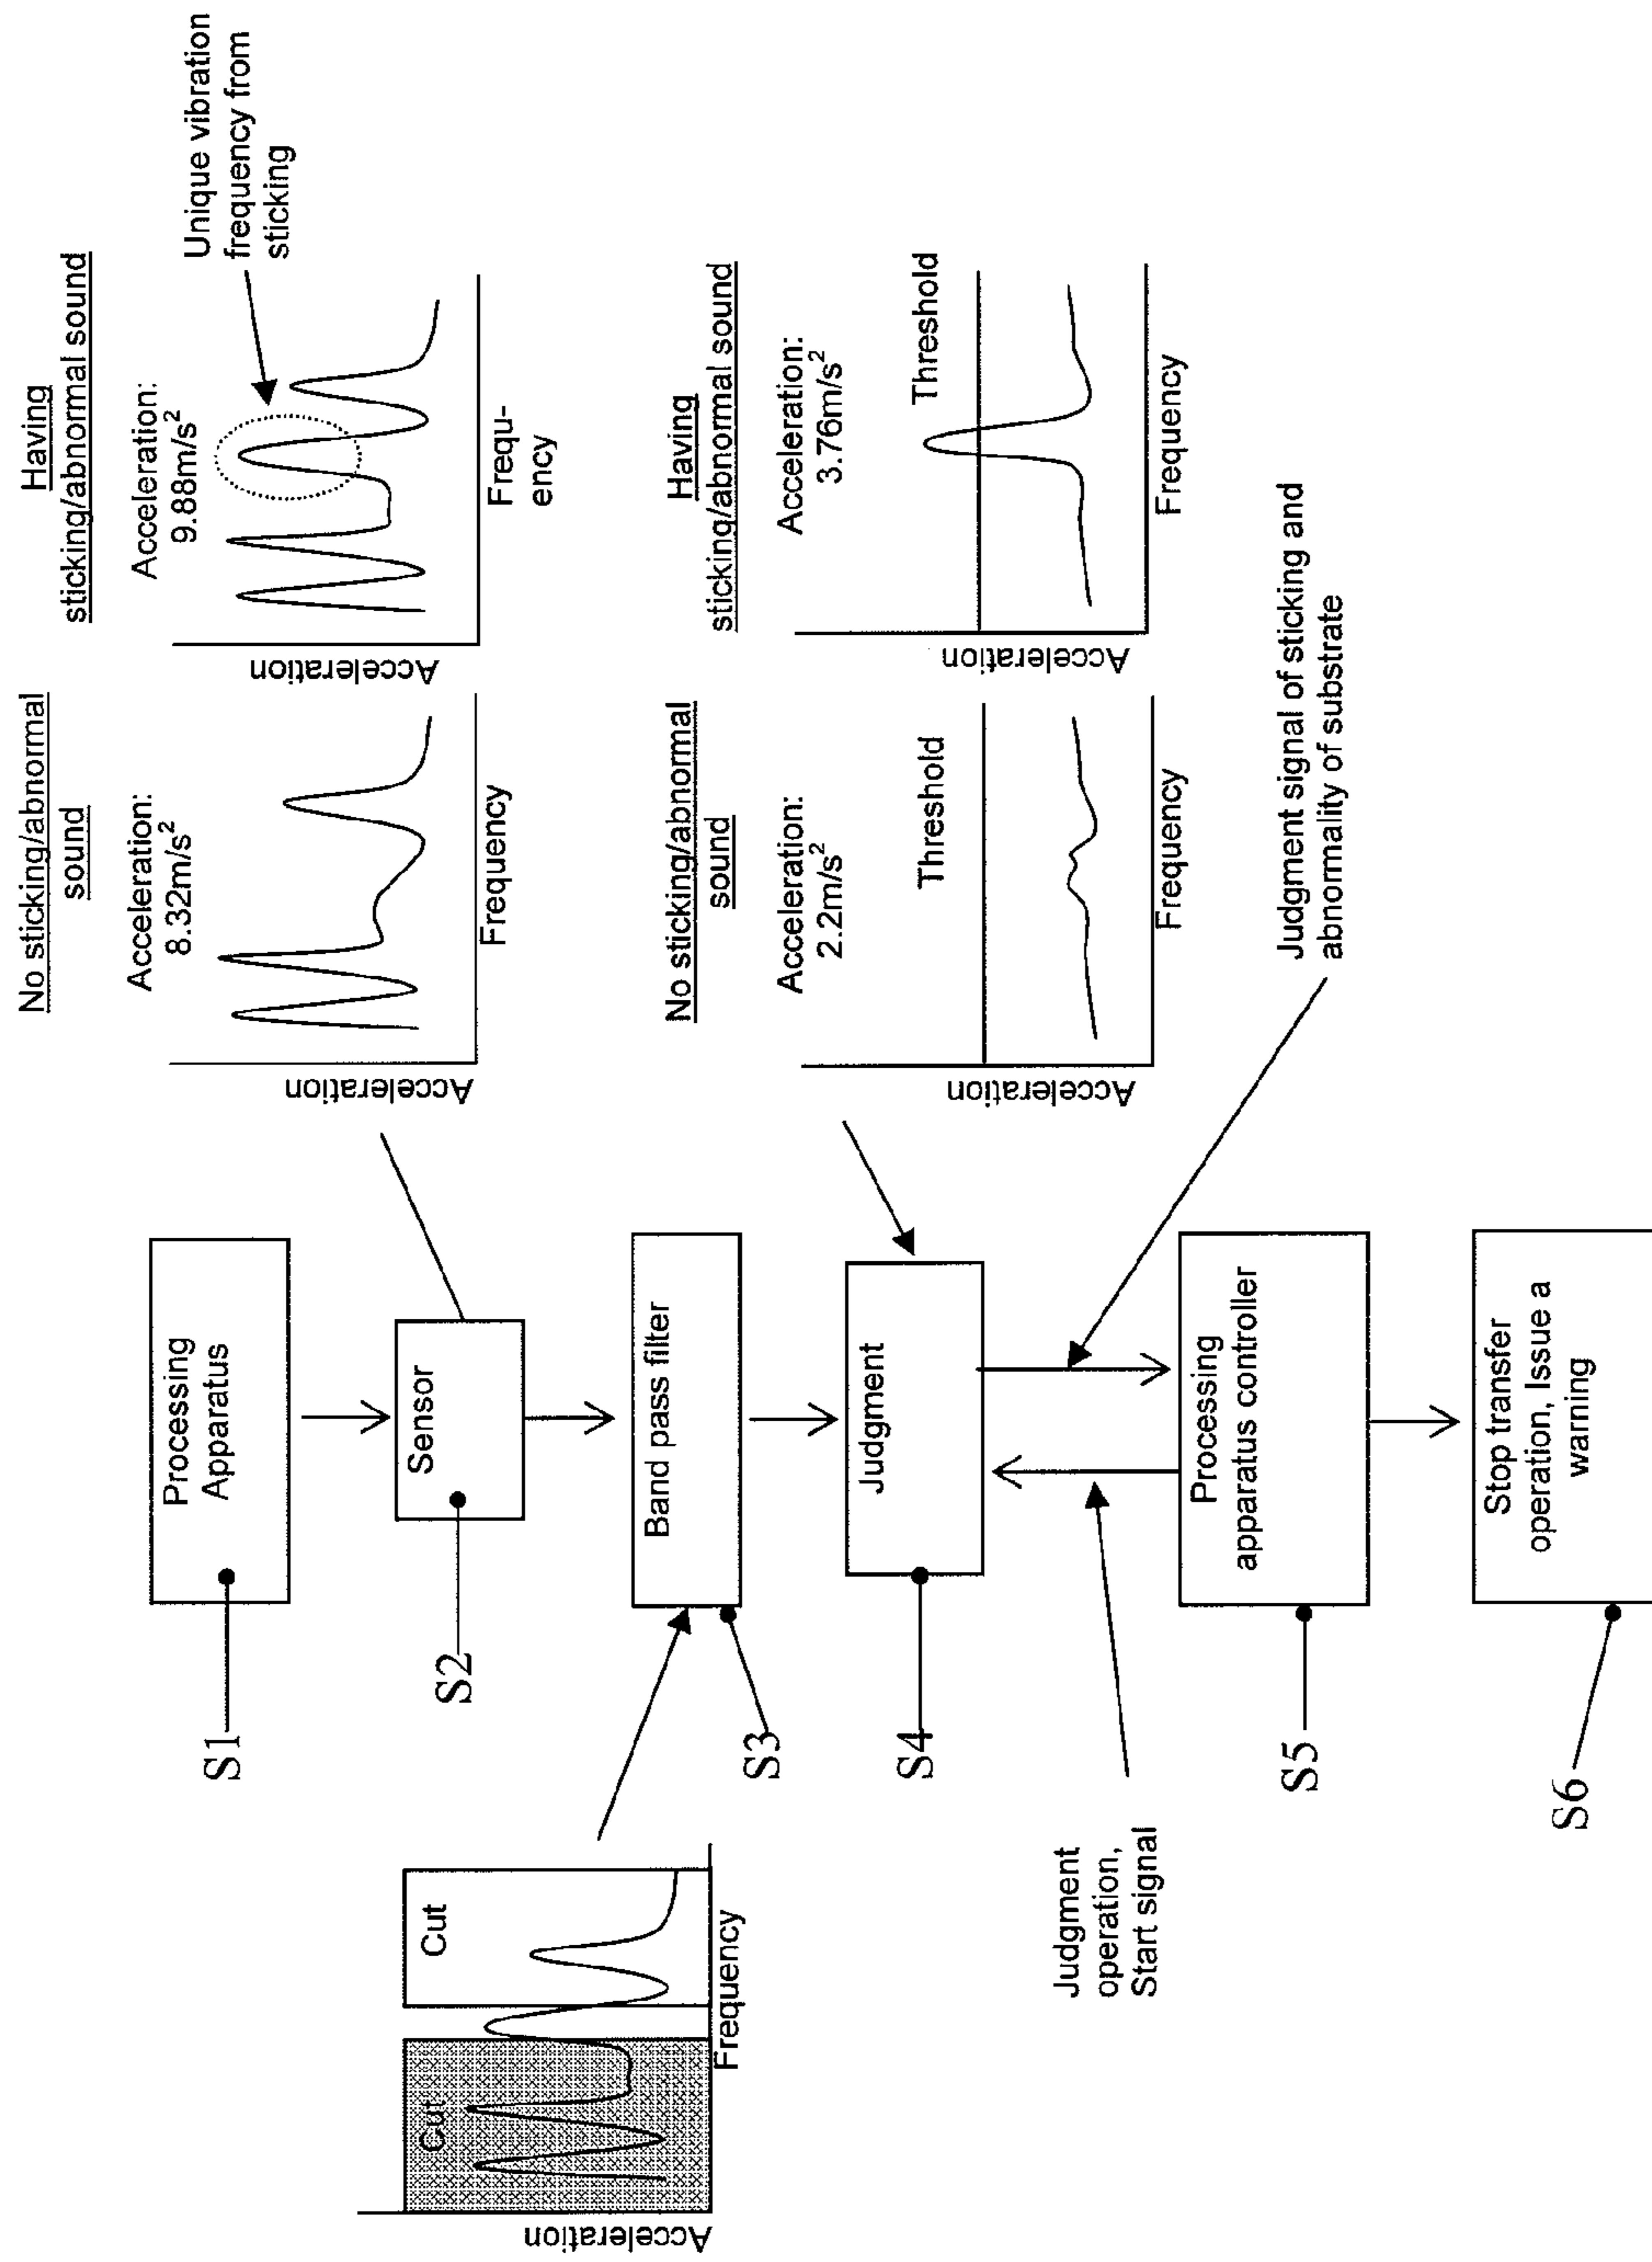 No sticking/abnormal
sound
Acceleration:
8.32m/s²
Acceleration
Frequency
Having
sticking/abnormal sound
Acceleration:
9.88m/s²
Acceleration
Frequ-
ency
Unique vibration
frequency from
sticking
No sticking/abnormal
sound
Acceleration:
2.2m/s²
Threshold
Acceleration
Frequency
Having
sticking/abnormal sound
Acceleration:
3.76m/s²
Threshold
Acceleration
Frequency
S1
Processing
Apparatus
S2
Sensor
Cut
Cut
Acceleration
Frequency
S3
Band pass filter
S4
Judgment
Judgment
operation,
Start signal
Judgment signal of sticking and
abnormality of substrate
S5
Processing
apparatus controller
S6
Stop transfer
operation, Issue a
warning